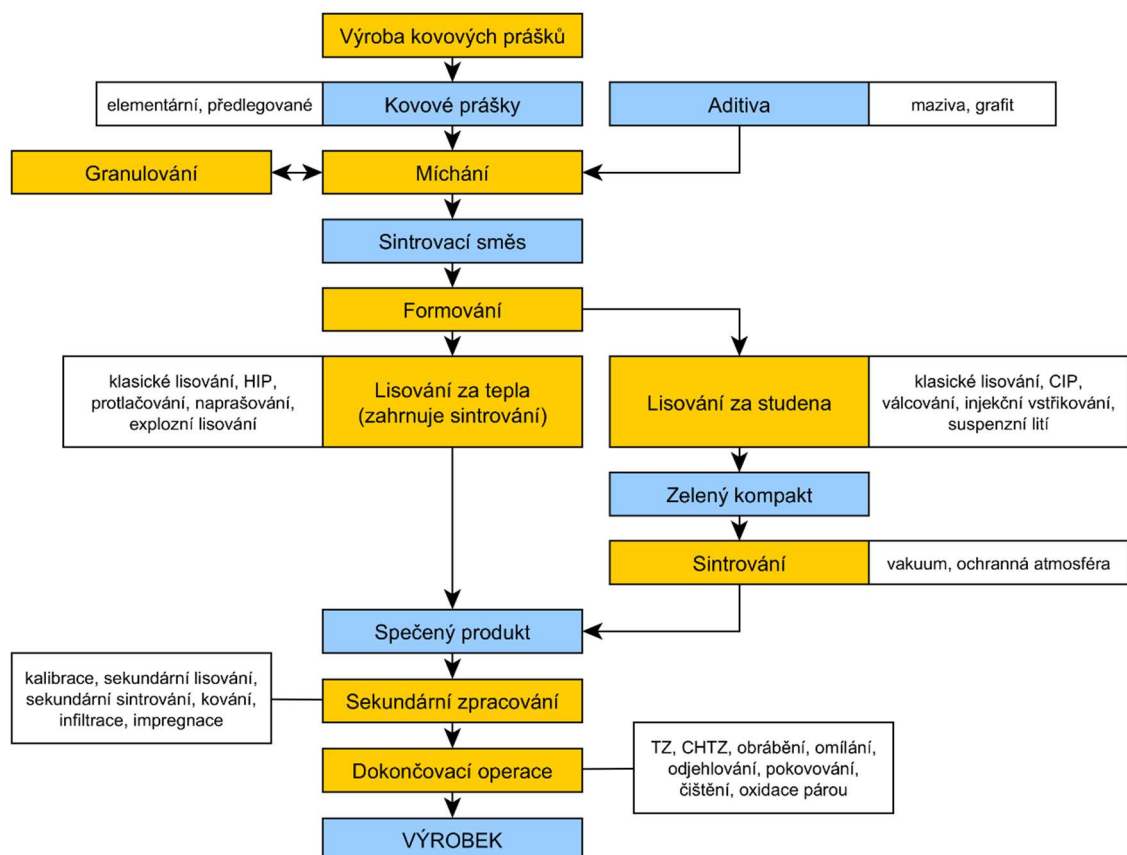 Výroba kovových prášků
elementární, předlegované
Kovové prášky
Aditiva
maziva, grafit
Granulování
Míchání
Sintrovací směs
Formování
klasické lisování, HIP,
protlačování, naprašování,
explozní lisování
Lisování za tepla
(zahrnuje sintrování)
Lisování za studena
klasické lisování, CIP,
válcování, injekční vstřikování,
suspenzní lití
Zelený kompakt
Sintrování
vakuum, ochranná atmosféra
Spečený produkt
kalibrace, sekundární lisování,
sekundární sintrování, kování,
infiltrace, impregnace
Sekundární zpracování
Dokončovací operace
TZ, CHTZ, obrábění, omílání,
odjehlování, pokovování,
čištění, oxidace párou
VÝROBEK